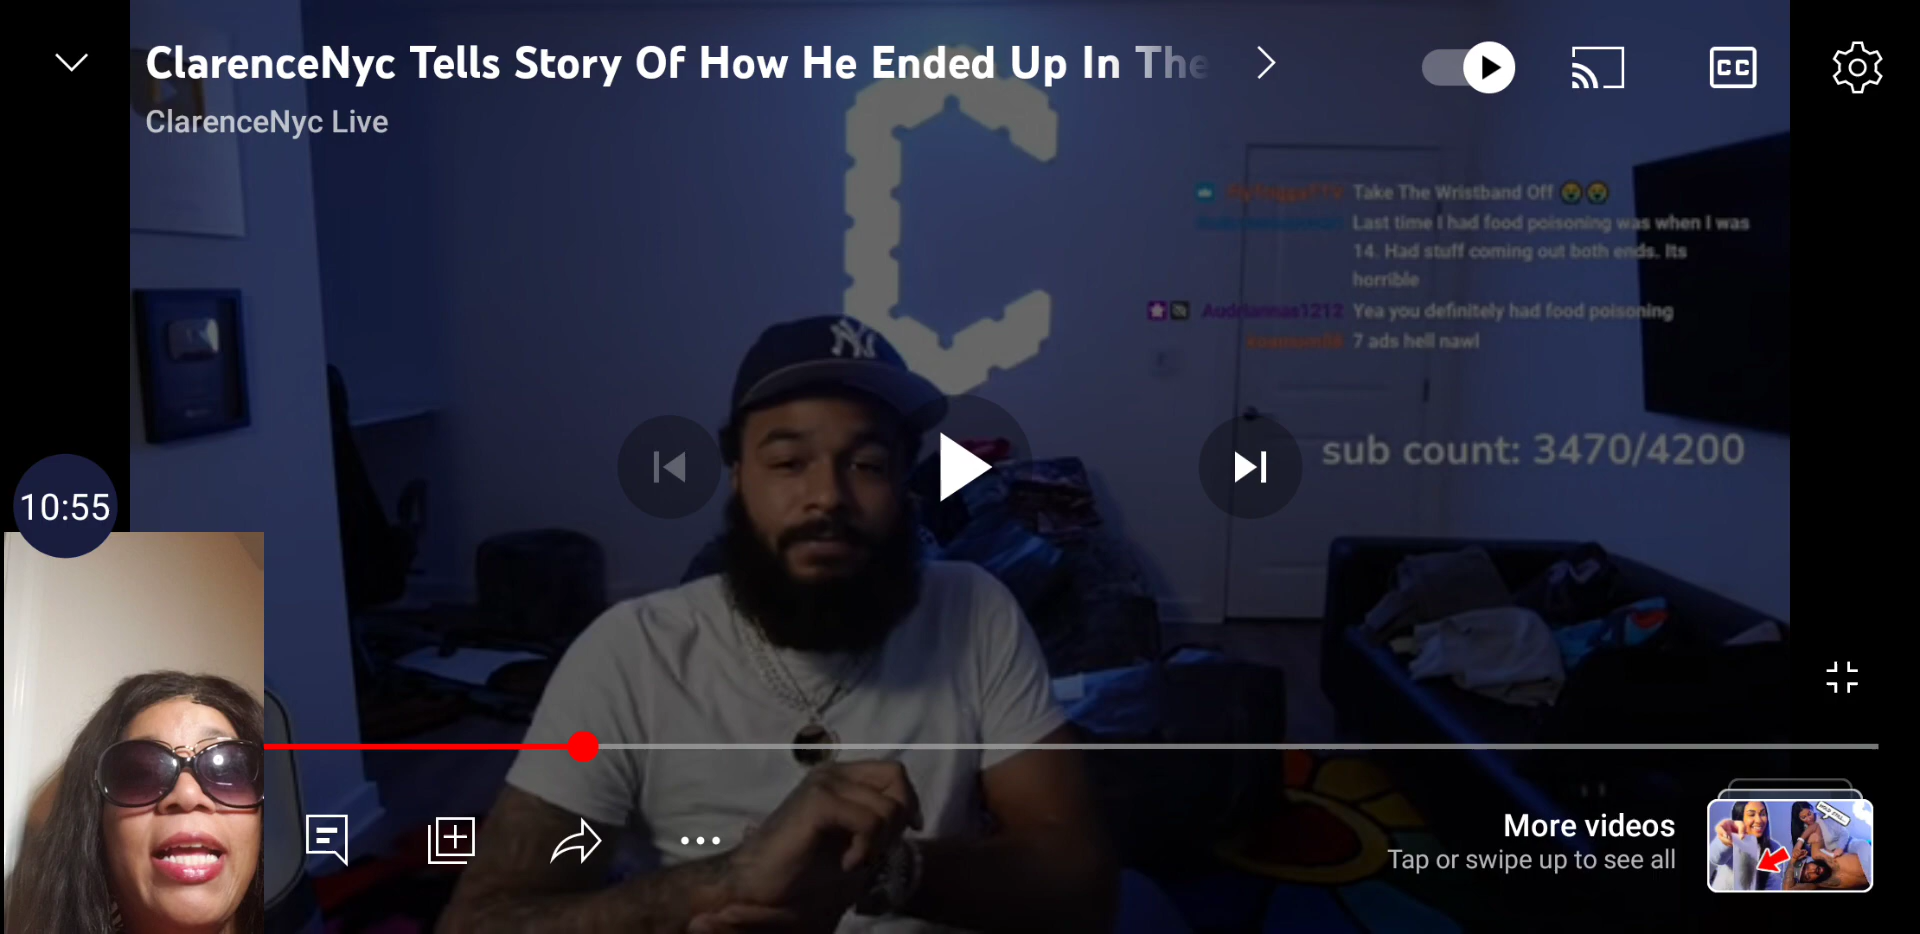 ClarenceNyc Tells Story Of How He Ended Up In The
ClarenceNyc Live
CC
NY
Take The Wristband Off
Last time I had food poisoning was when I was
14. Had stuff coming out both ends. Its
horrible
Audriannas1212 Yea you definitely had food poisoning
7 ads hell nawl
sub count: 3470/4200
10:55
More videos
Tap or swipe up to see all